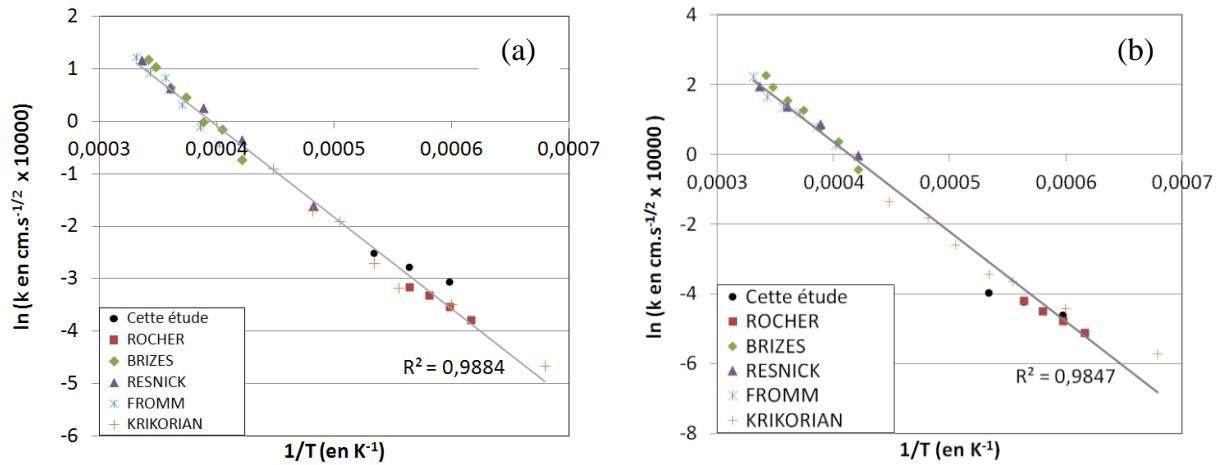 (a)
ln (k en cm.s-1/2 x 10000)
2
1
0
-1
-2
-3
-4
-5
-6
0,0003 0,0004 0,0005 0,0006 0,0007
Cette étude
ROCHER
BRIZES
RESNICK
FROMM
KRIKORIAN
R² = 0,9884
1/T (en K-1)
(b)
ln (k en cm.s-1/2 x 10000 )
4
2
0
-2
-4
-6
-8
0,0003 0,0004 0,0005 0,0006 0,0007
Cette étude
ROCHER
BRIZES
RESNICK
FROMM
KRIKORIAN
R² = 0,9847
1/T (en K-1)